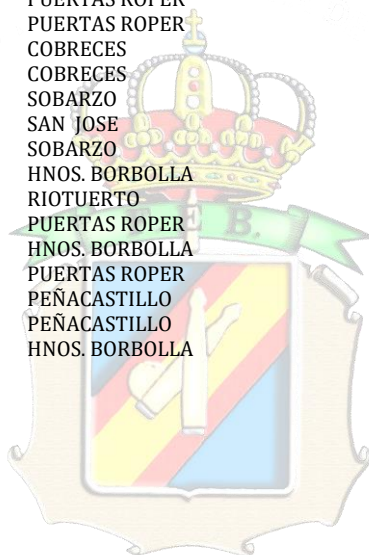 PUERTAS ROPER
PUERTAS ROPER
COBRECES
COBRECES
SOBARZO
SAN JOSE
SOBARZO
HNOS. BORBOLLA
RIOTUERTO
PUERTAS ROPER
HNOS. BORBOLLA
PUERTAS ROPER
PEÑACASTILLO
PEÑACASTILLO
HNOS. BORBOLLA
E. B.